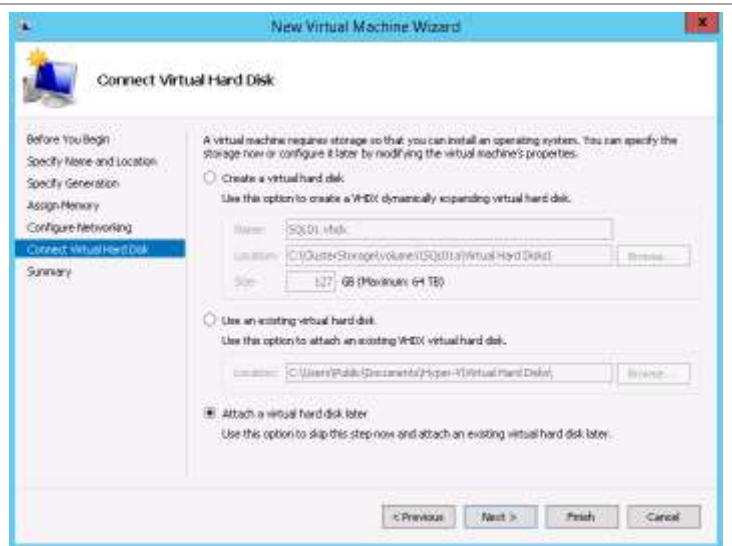 New Virtual Machine Wizard
x
Connect Virtual Hard Disk
Before You Begin
Specify Name and Location
Specify Generation
Assign Memory
Configure Networking
Connect Virtual Hard Disk
Summary
A virtual machine requires storage so that you can install an operating system. You can specify the
storage now or configure it later by modifying the virtual machine's properties.
Create a virtual hard disk
Use this option to create a VHDX dynamically expanding virtual hard disk.
Name: SQL01.vhdx
Location: Browse...
Size: 127 GB (Maximum: 64 TB)
Use an existing virtual hard disk
Use this option to attach an existing VHDX virtual hard disk.
Location: C:\Users\Public\Documents\Hyper-V\Virtual Hard Disks\ Browse...
Attach a virtual hard disk later
Use this option to skip this step now and attach an existing virtual hard disk later.
< Previous Next > Finish Cancel